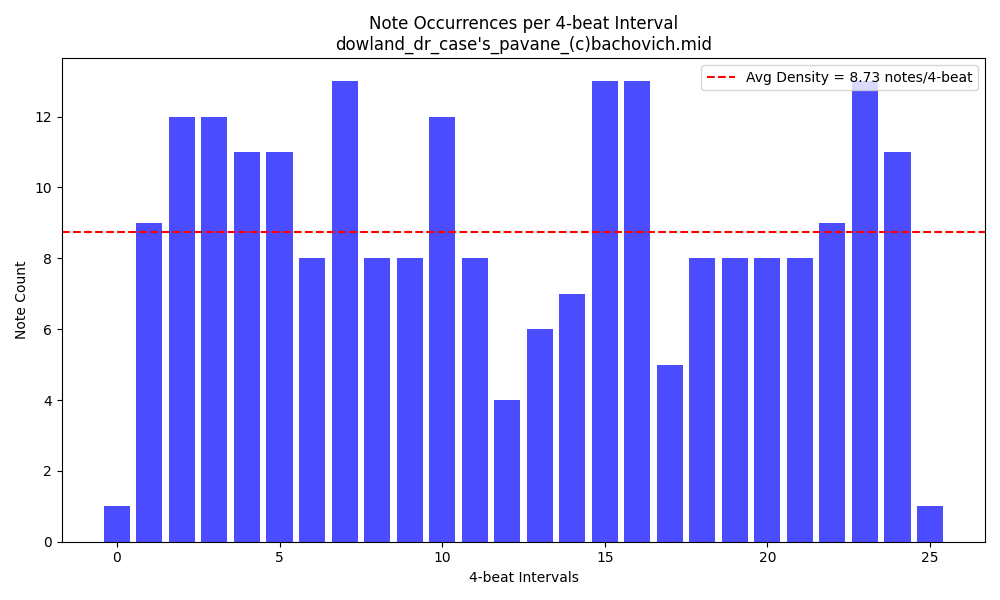 Note Occurrences per 4-beat Interval
dowland_dr_case's_pavane_(c)bachovich.mid
Avg Density = 8.73 notes/4-beat
Note Count
12
10
8
6
4
2
0
0 5 10 15 20 25
4-beat Intervals